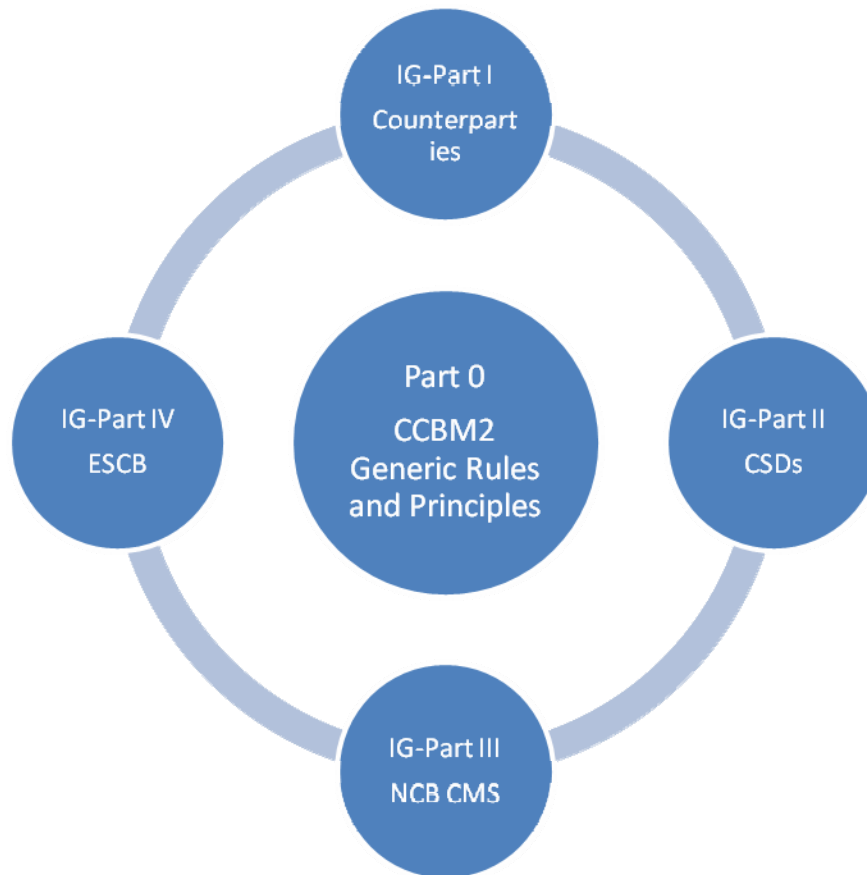 IG-Part I
Counterpart
ies
Part 0
CCBM2
Generic Rules
and Principles
IG-Part IV
ESCB
IG-Part II
CSDs
IG-Part III
NCB CMS